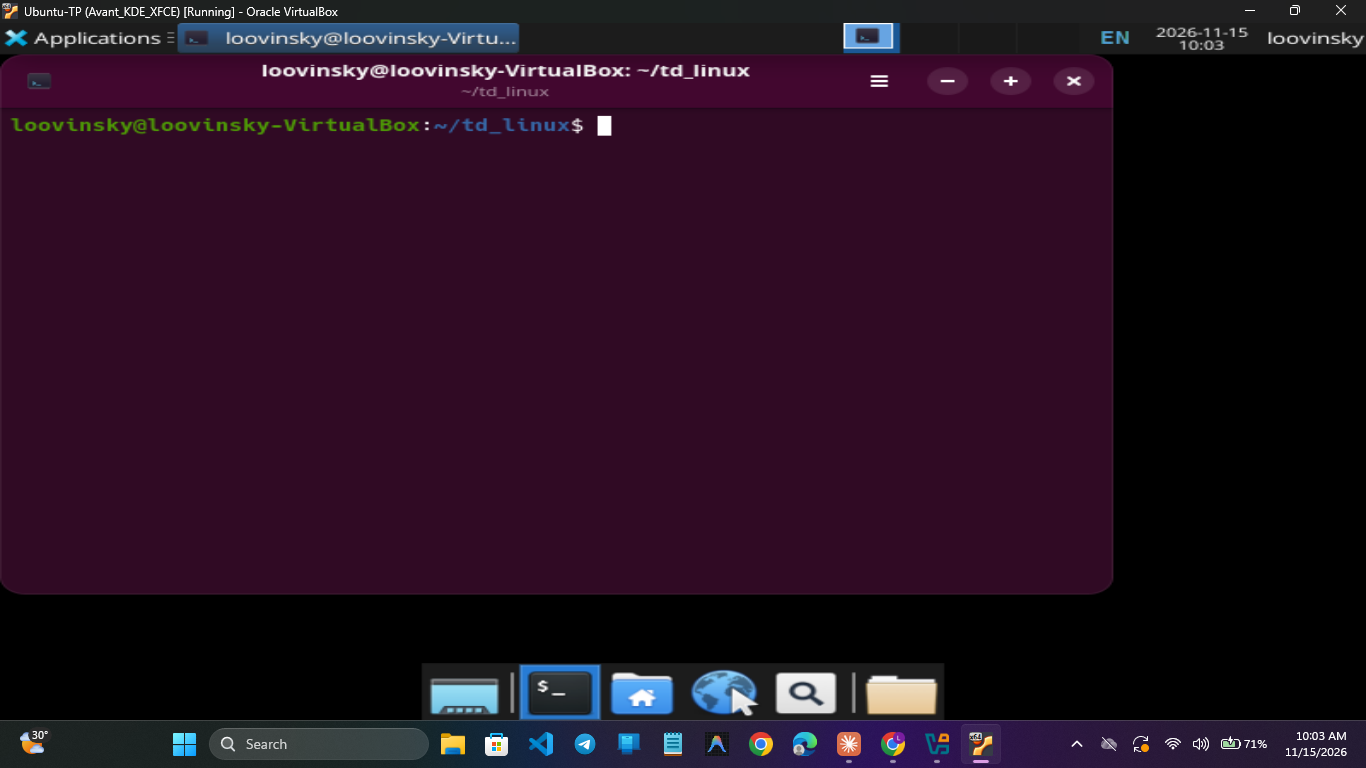 Ubuntu-TP (Avant_KDE_XFCE) [Running] - Oracle VirtualBox
Applications
loovinsky@loovinsky-Virtu...
EN
2026-11-15
10:03
loovinsky
loovinsky@loovinsky-VirtualBox: ~/td_linux
~/td_linux
loovinsky@loovinsky-VirtualBox:~/td_linux$
$_
30°
Search
71%
10:03 AM
11/15/2026